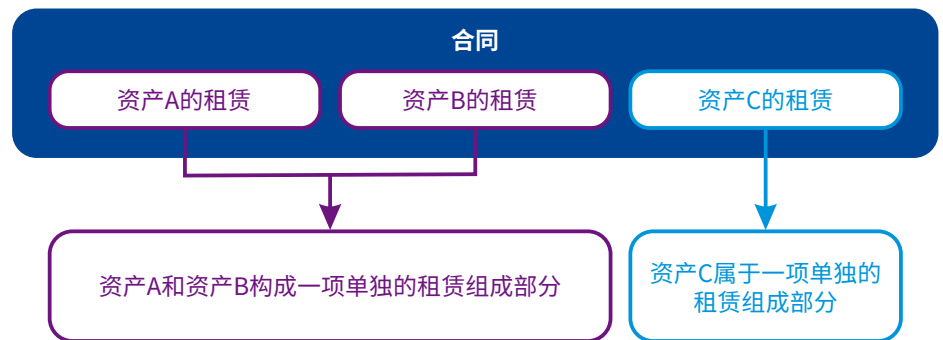 合同
资产A的租赁
资产B的租赁
资产C的租赁
资产A和资产B构成一项单独的租赁组成部分
资产C属于一项单独的
租赁组成部分